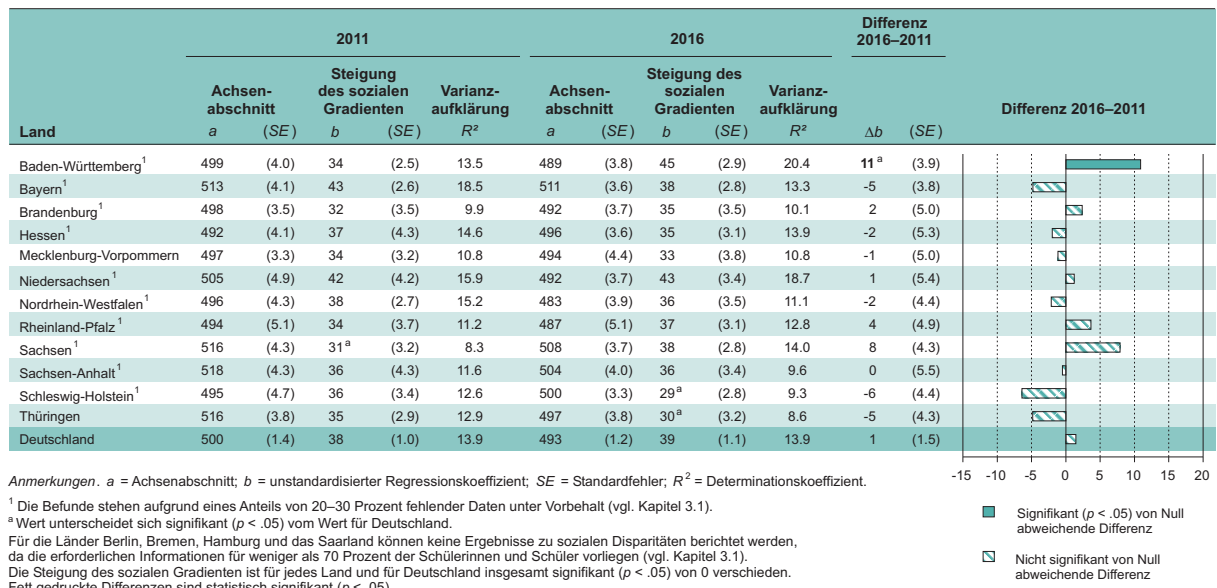 Differenz
2011 2016 2016–2011
Steigung Steigung des
Achsen- des sozialen Varianz- Achsen- sozialen Varianz-
abschnitt Gradienten aufklärung abschnitt Gradienten aufklärung Differenz 2016–2011
Land a (SE) b (SE) R² a (SE) b (SE) R² Δb (SE)
Baden-Württemberg¹ 499 (4.0) 34 (2.5) 13.5 489 (3.8) 45 (2.9) 20.4 11ᵃ (3.9)
Bayern¹ 513 (4.1) 43 (2.6) 18.5 511 (3.6) 38 (2.8) 13.3 -5 (3.8)
Brandenburg¹ 498 (3.5) 32 (3.5) 9.9 492 (3.7) 35 (3.5) 10.1 2 (5.0)
Hessen¹ 492 (4.1) 37 (4.3) 14.6 496 (3.6) 35 (3.1) 13.9 -2 (5.3)
Mecklenburg-Vorpommern 497 (3.3) 34 (3.2) 10.8 494 (4.4) 33 (3.8) 10.8 -1 (5.0)
Niedersachsen¹ 505 (4.9) 42 (4.2) 15.9 492 (3.7) 43 (3.4) 18.7 1 (5.4)
Nordrhein-Westfalen¹ 496 (4.3) 38 (2.7) 15.2 483 (3.9) 36 (3.5) 11.1 -2 (4.4)
Rheinland-Pfalz¹ 494 (5.1) 34 (3.7) 11.2 487 (5.1) 37 (3.1) 12.8 4 (4.9)
Sachsen¹ 516 (4.3) 31ᵃ (3.2) 8.3 508 (3.7) 38 (2.8) 14.0 8 (4.3)
Sachsen-Anhalt¹ 518 (4.3) 36 (4.3) 11.6 504 (4.0) 36 (3.4) 9.6 0 (5.5)
Schleswig-Holstein¹ 495 (4.7) 36 (3.4) 12.6 500 (3.3) 29ᵃ (2.8) 9.3 -6 (4.4)
Thüringen 516 (3.8) 35 (2.9) 12.9 497 (3.8) 30ᵃ (3.2) 8.6 -5 (4.3)
Deutschland 500 (1.4) 38 (1.0) 13.9 493 (1.2) 39 (1.1) 13.9 1 (1.5)
-15 -10 -5 0 5 10 15 20
Anmerkungen. a = Achsenabschnitt; b = unstandardisierter Regressionskoeffizient; SE = Standardfehler; R² = Determinationskoeffizient.
¹ Die Befunde stehen aufgrund eines Anteils von 20–30 Prozent fehlender Daten unter Vorbehalt (vgl. Kapitel 3.1).
ᵃ Wert unterscheidet sich signifikant (p < .05) vom Wert für Deutschland.
Für die Länder Berlin, Bremen, Hamburg und das Saarland können keine Ergebnisse zu sozialen Disparitäten berichtet werden,
da die erforderlichen Informationen für weniger als 70 Prozent der Schülerinnen und Schüler vorliegen (vgl. Kapitel 3.1).
Die Steigung des sozialen Gradienten ist für jedes Land und für Deutschland insgesamt signifikant (p < .05) von 0 verschieden.
Fett gedruckte Differenzen sind statistisch signifikant (p < .05).
Signifikant (p < .05) von Null
abweichende Differenz
Nicht signifikant von Null
abweichende Differenz